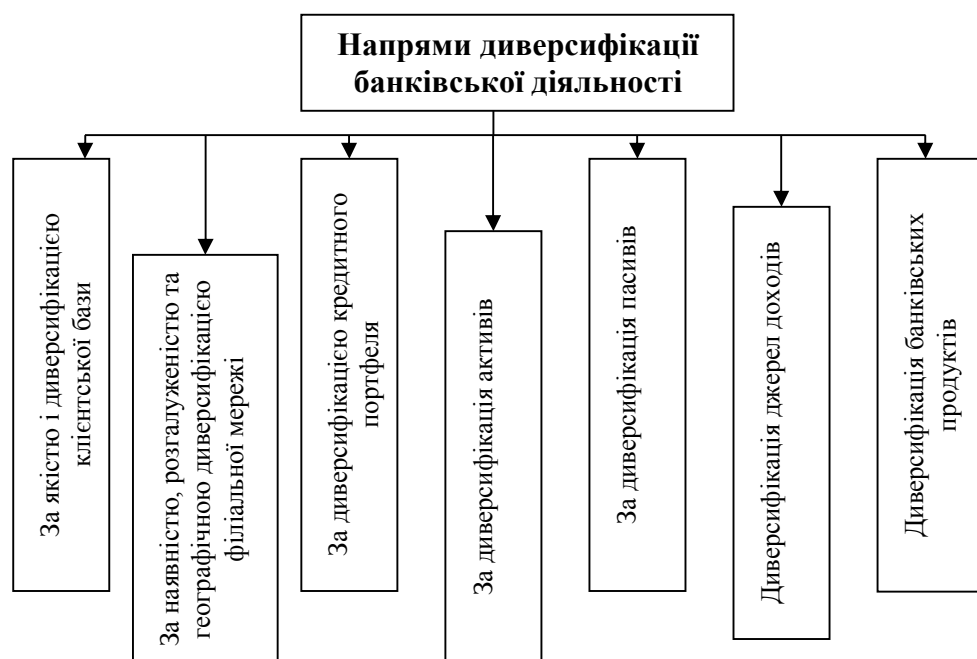 Напрями диверсифікації
банківської діяльності
За якістю і диверсифікацією
клієнтської бази
За наявністю, розгалуженістю та
географічною диверсифікацією
філіальної мережі
За диверсифікацією кредитного
портфеля
За диверсифікація активів
За диверсифікація пасивів
Диверсифікація джерел доходів
Диверсифікація банківських
продуктів